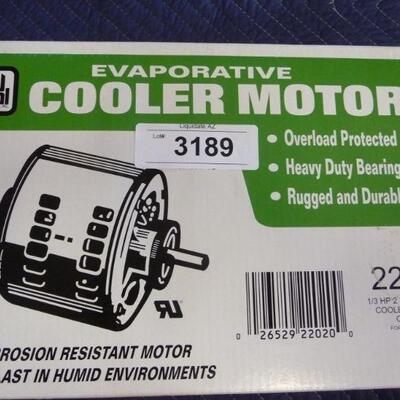 EVAPORATIVE
COOLER MOTOR
Liquidate AZ
Lot#:
3189
• Overload Protected
• Heavy Duty Bearing
• Rugged and Durabl
22
1/3 HP 2
COOLE
FOR
0 26529 22020 0
ROSION RESISTANT MOTOR
LAST IN HUMID ENVIRONMENTS